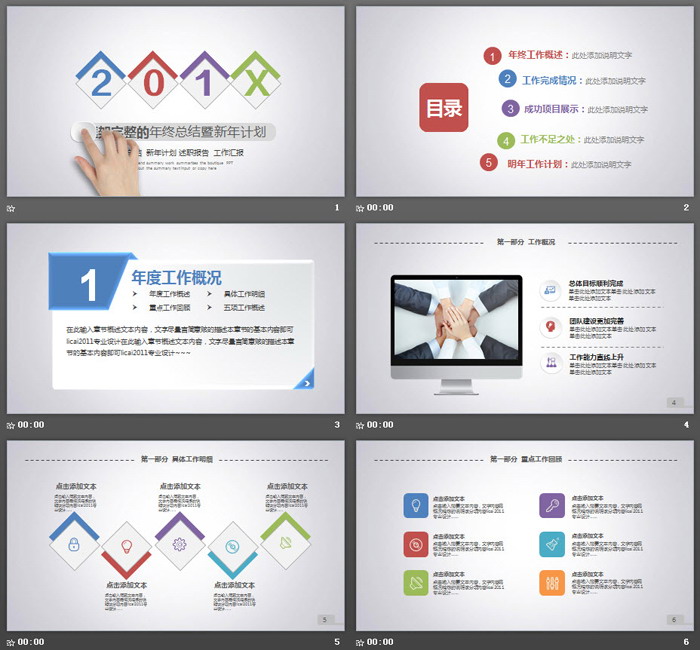 201X
架完整的年终总结暨新年计划
新年计划 述职报告 工作汇报
1
目录
1 年终工作概述：此处添加说明文字
2 工作完成情况：此处添加说明文字
3 成功项目展示：此处添加说明文字
4 工作不足之处：此处添加说明文字
5 明年工作计划：此处添加说明文字
00:00
2
1
年度工作概况
年度工作概述
具体工作明细
重点工作回顾
五项工作概述
在此输入章节概述文本内容，文字尽量言简意赅的描述本章节的基本内容即可
licai2011专业设计在此输入章节概述文本内容，文字尽量言简意赅的描述本章
节的基本内容即可licai2011专业设计~~~
00:00
3
第一部分 工作概况
总体目标顺利完成
单击此处添加文本单击此处添加文本
单击此处添加文本
团队建设更加完善
单击此处添加文本单击此处添加文本
单击此处添加文本
工作能力直线上升
单击此处添加文本单击此处添加文本
单击此处添加文本
4
00:00
4
第一部分 具体工作明细
点击添加文本
点击添加文本
点击添加文本
点击添加文本
点击添加文本
5
00:00
5
第一部分 重点工作回顾
点击添加文本
点击添加文本
点击添加文本
点击添加文本
点击添加文本
点击添加文本
6
00:00
6